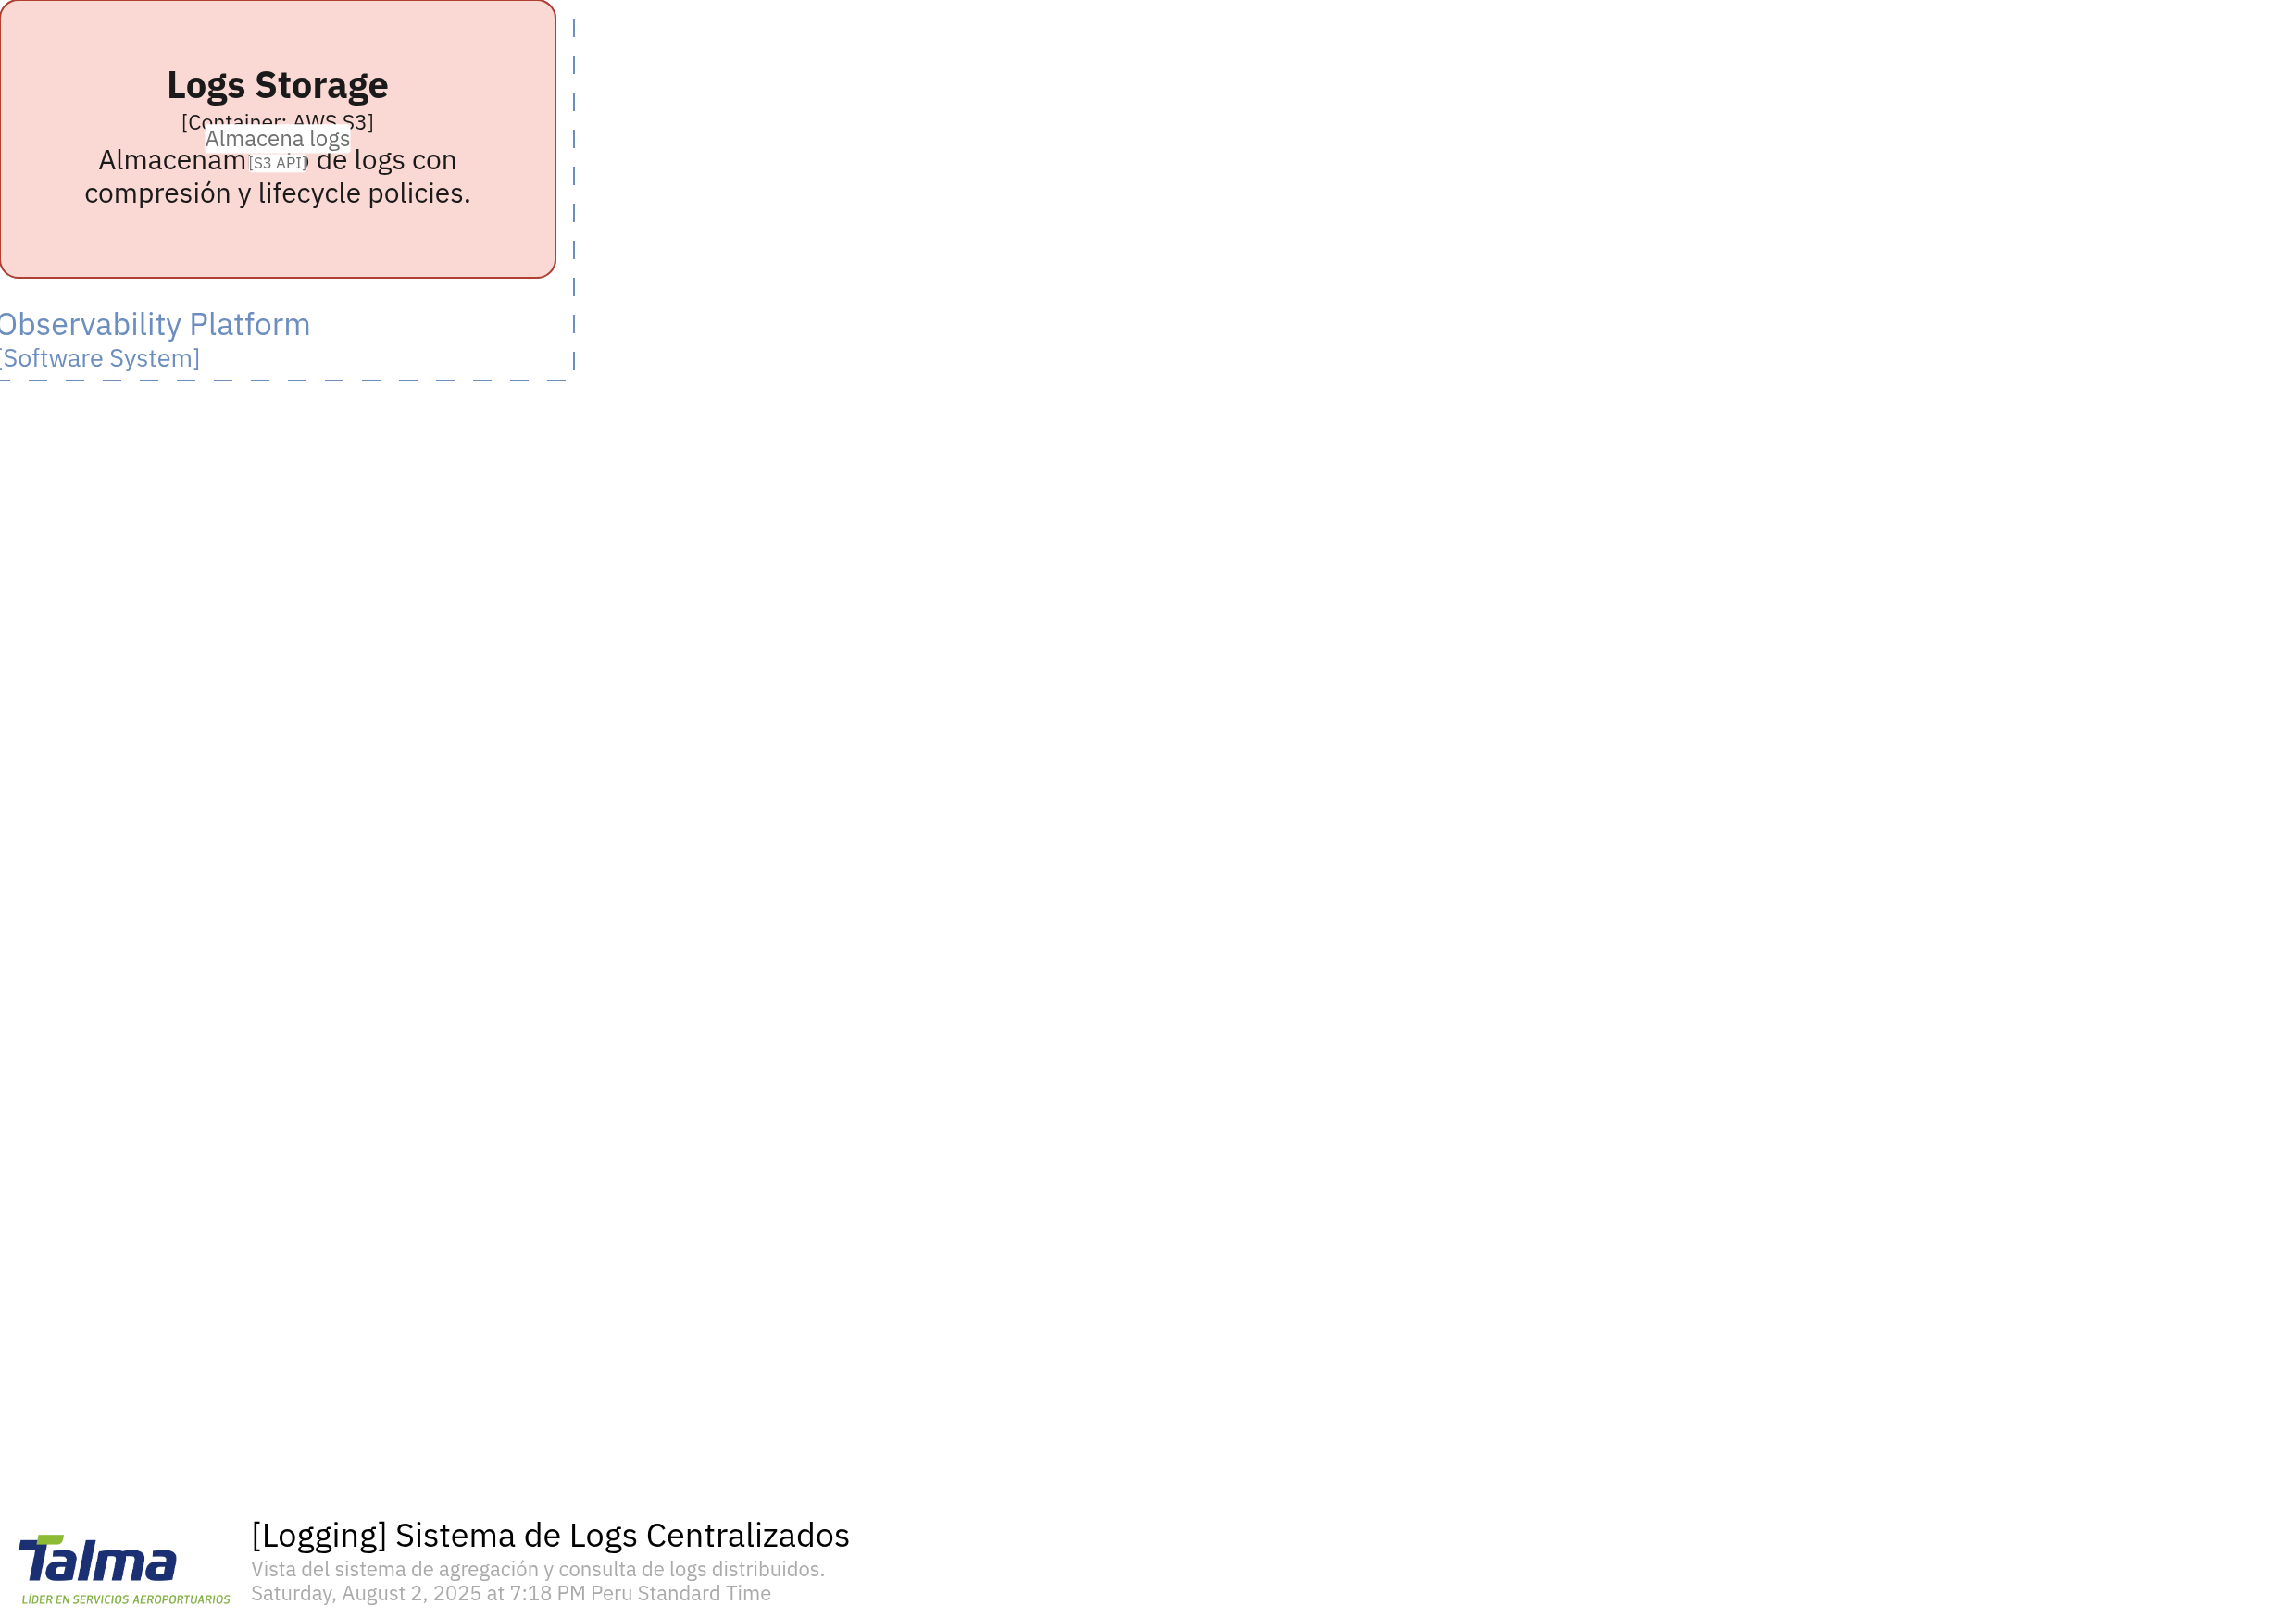 Logs Storage
[Container: AWS S3]
Almacena logs
de logs con
[S3 API]
compresión y lifecycle policies.
Observability Platform
[Software System]
[Logging] Sistema de Logs Centralizados
Vista del sistema de agregación y consulta de logs distribuidos.
Saturday, August 2, 2025 at 7:18 PM Peru Standard Time
Talma
LÍDER EN SERVICIOS AEROPORTUARIOS